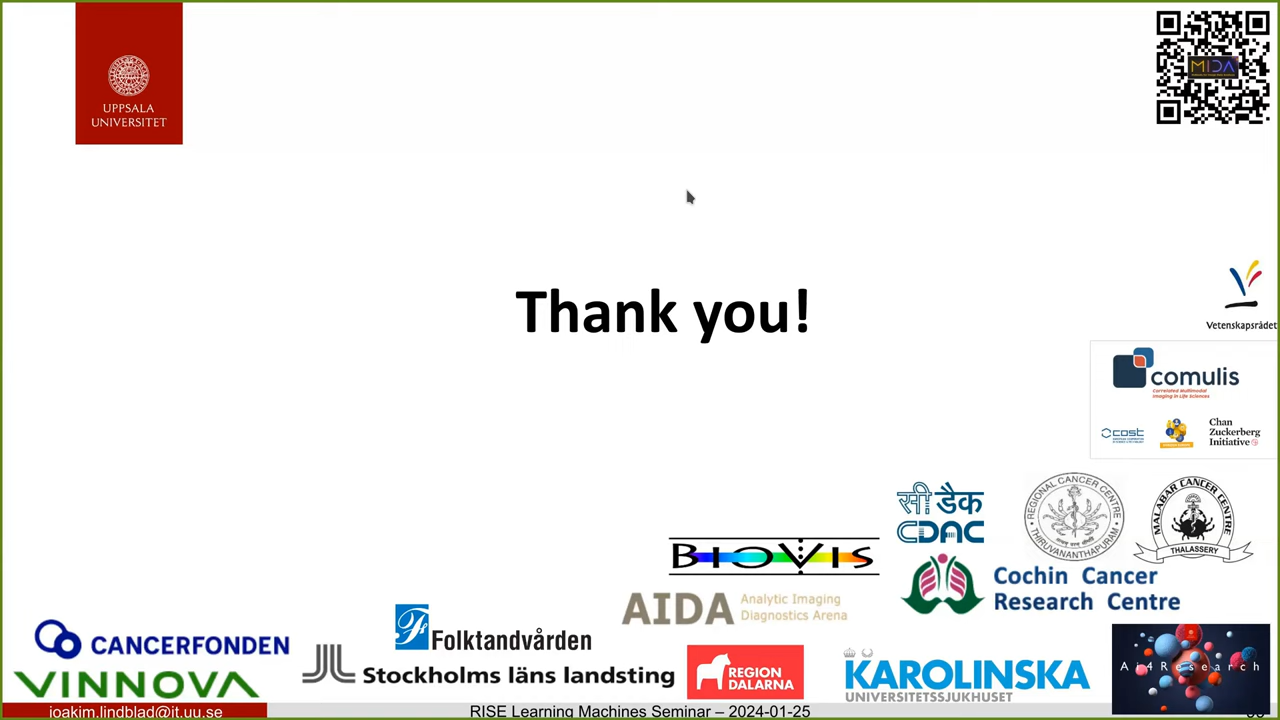 UPPSALA
UNIVERSITET
MIDA
Thank you!
Vetenskapsrådet
comulis
Correlated Multimodal
Imaging in Life Sciences
cost
Chan
Zuckerberg
Initiative
सी डैक
CDAC
REGIONAL CANCER CENTRE
THIRUVANANTHAPURAM
MALABAR CANCER CENTRE
THALASSERY
BIOVIS
Cochin Cancer
Research Centre
AIDA
Analytic Imaging
Diagnostics Arena
Folktandvården
CANCERFONDEN
Stockholms läns landsting
REGION
DALARNA
KAROLINSKA
UNIVERSITETSSJUKHUSET
Ai4Research
VINNOVA
joakim.lindblad@it.uu.se
RISE Learning Machines Seminar – 2024-01-25